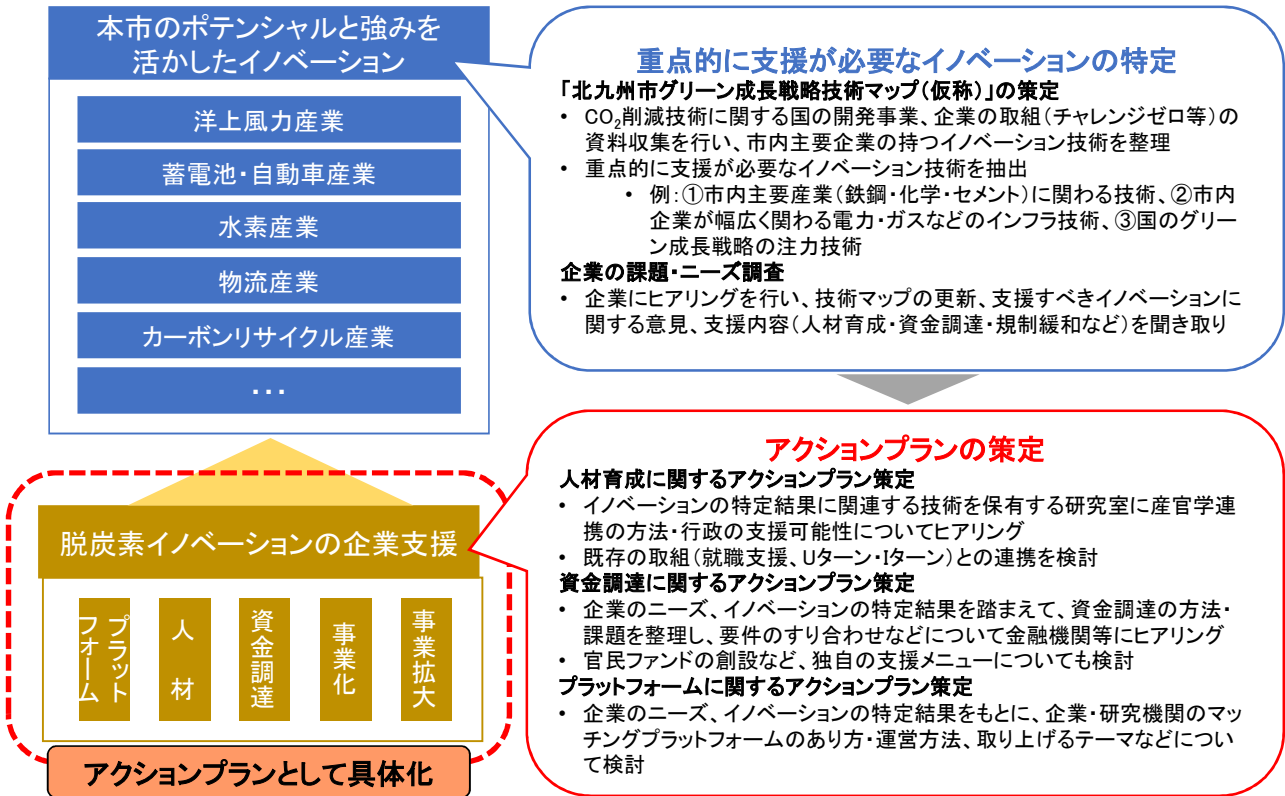 本市のポテンシャルと強みを
活かしたイノベーション
洋上風力産業
蓄電池・自動車産業
水素産業
物流産業
カーボンリサイクル産業
・・・
重点的に支援が必要なイノベーションの特定
「北九州市グリーン成長戦略技術マップ(仮称)」の策定
• CO₂削減技術に関する国の開発事業、企業の取組(チャレンジゼロ等)の
資料収集を行い、市内主要企業の持つイノベーション技術を整理
• 重点的に支援が必要なイノベーション技術を抽出
• 例:①市内主要産業(鉄鋼・化学・セメント)に関わる技術、②市内
企業が幅広く関わる電力・ガスなどのインフラ技術、③国のグリー
ン成長戦略の注力技術
企業の課題・ニーズ調査
• 企業にヒアリングを行い、技術マップの更新、支援すべきイノベーションに
関する意見、支援内容(人材育成・資金調達・規制緩和など)を聞き取り
脱炭素イノベーションの企業支援
プラット
フォーム
人材
資金調達
事業化
事業拡大
アクションプランとして具体化
アクションプランの策定
人材育成に関するアクションプラン策定
• イノベーションの特定結果に関連する技術を保有する研究室に産官学連
携の方法・行政の支援可能性についてヒアリング
• 既存の取組(就職支援、Uターン・Iターン)との連携を検討
資金調達に関するアクションプラン策定
• 企業のニーズ、イノベーションの特定結果を踏まえて、資金調達の方法・
課題を整理し、要件のすり合わせなどについて金融機関等にヒアリング
• 官民ファンドの創設など、独自の支援メニューについても検討
プラットフォームに関するアクションプラン策定
• 企業のニーズ、イノベーションの特定結果をもとに、企業・研究機関のマッ
チングプラットフォームのあり方・運営方法、取り上げるテーマなどについ
て検討